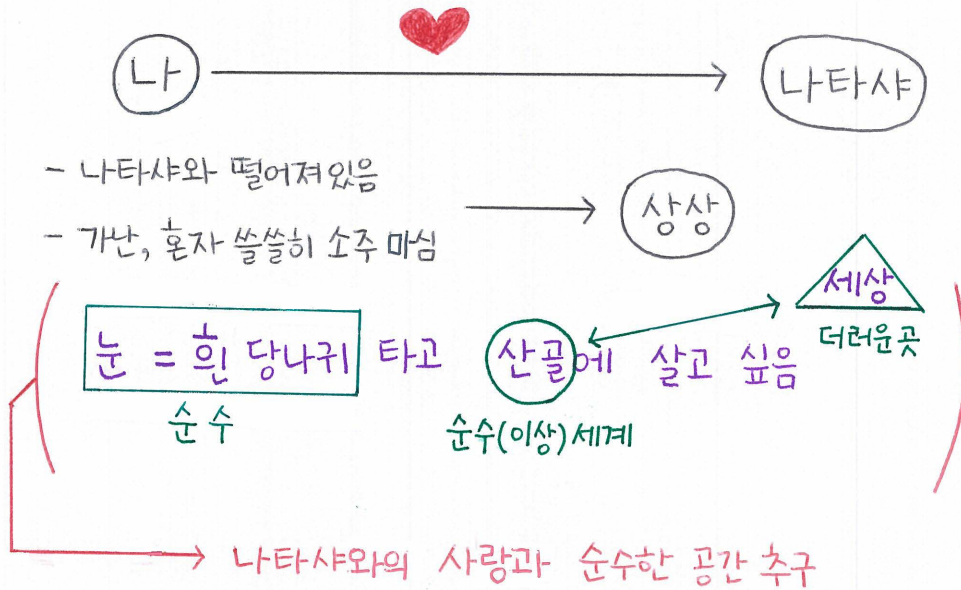 나 나타샤
- 나타샤와 떨어져있음
상상
- 가난, 혼자 쓸쓸히 소주 마심
세상
더러운곳
눈 = 흰 당나귀 타고 산골에 살고 싶음
순수
순수(이상)세계
나타샤와의 사랑과 순수한 공간 추구